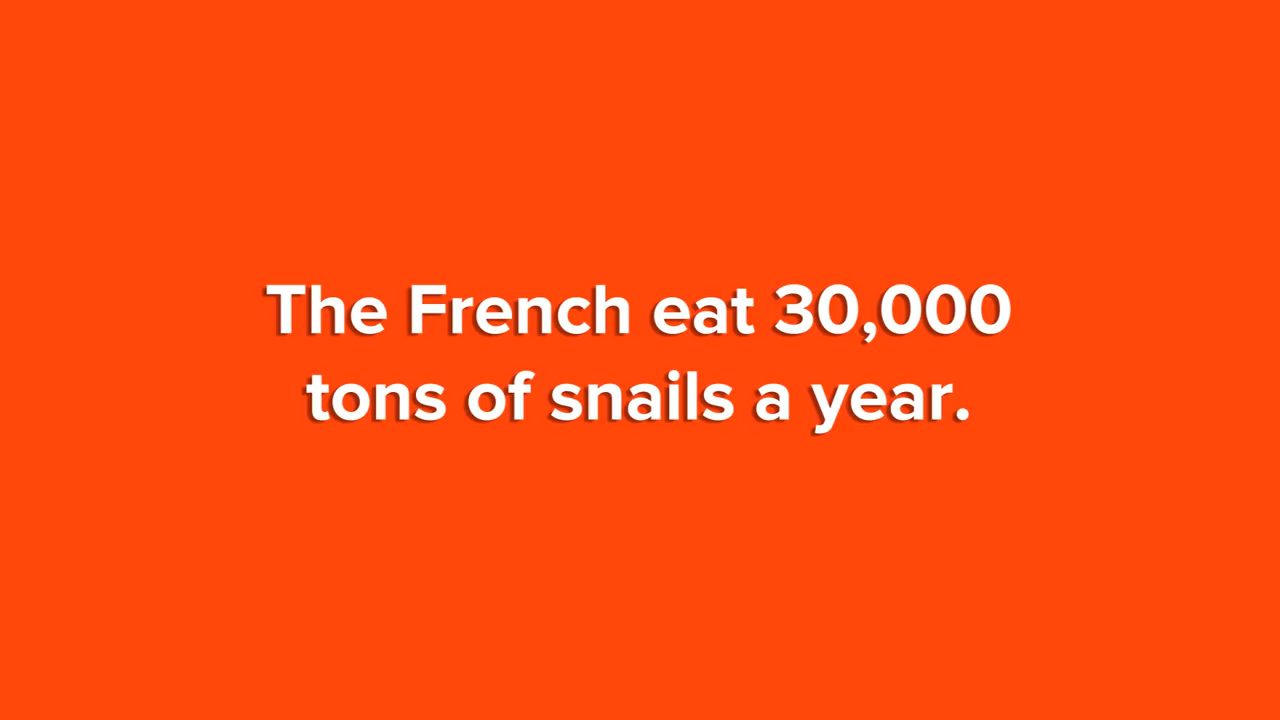 The French eat 30,000
tons of snails a year.